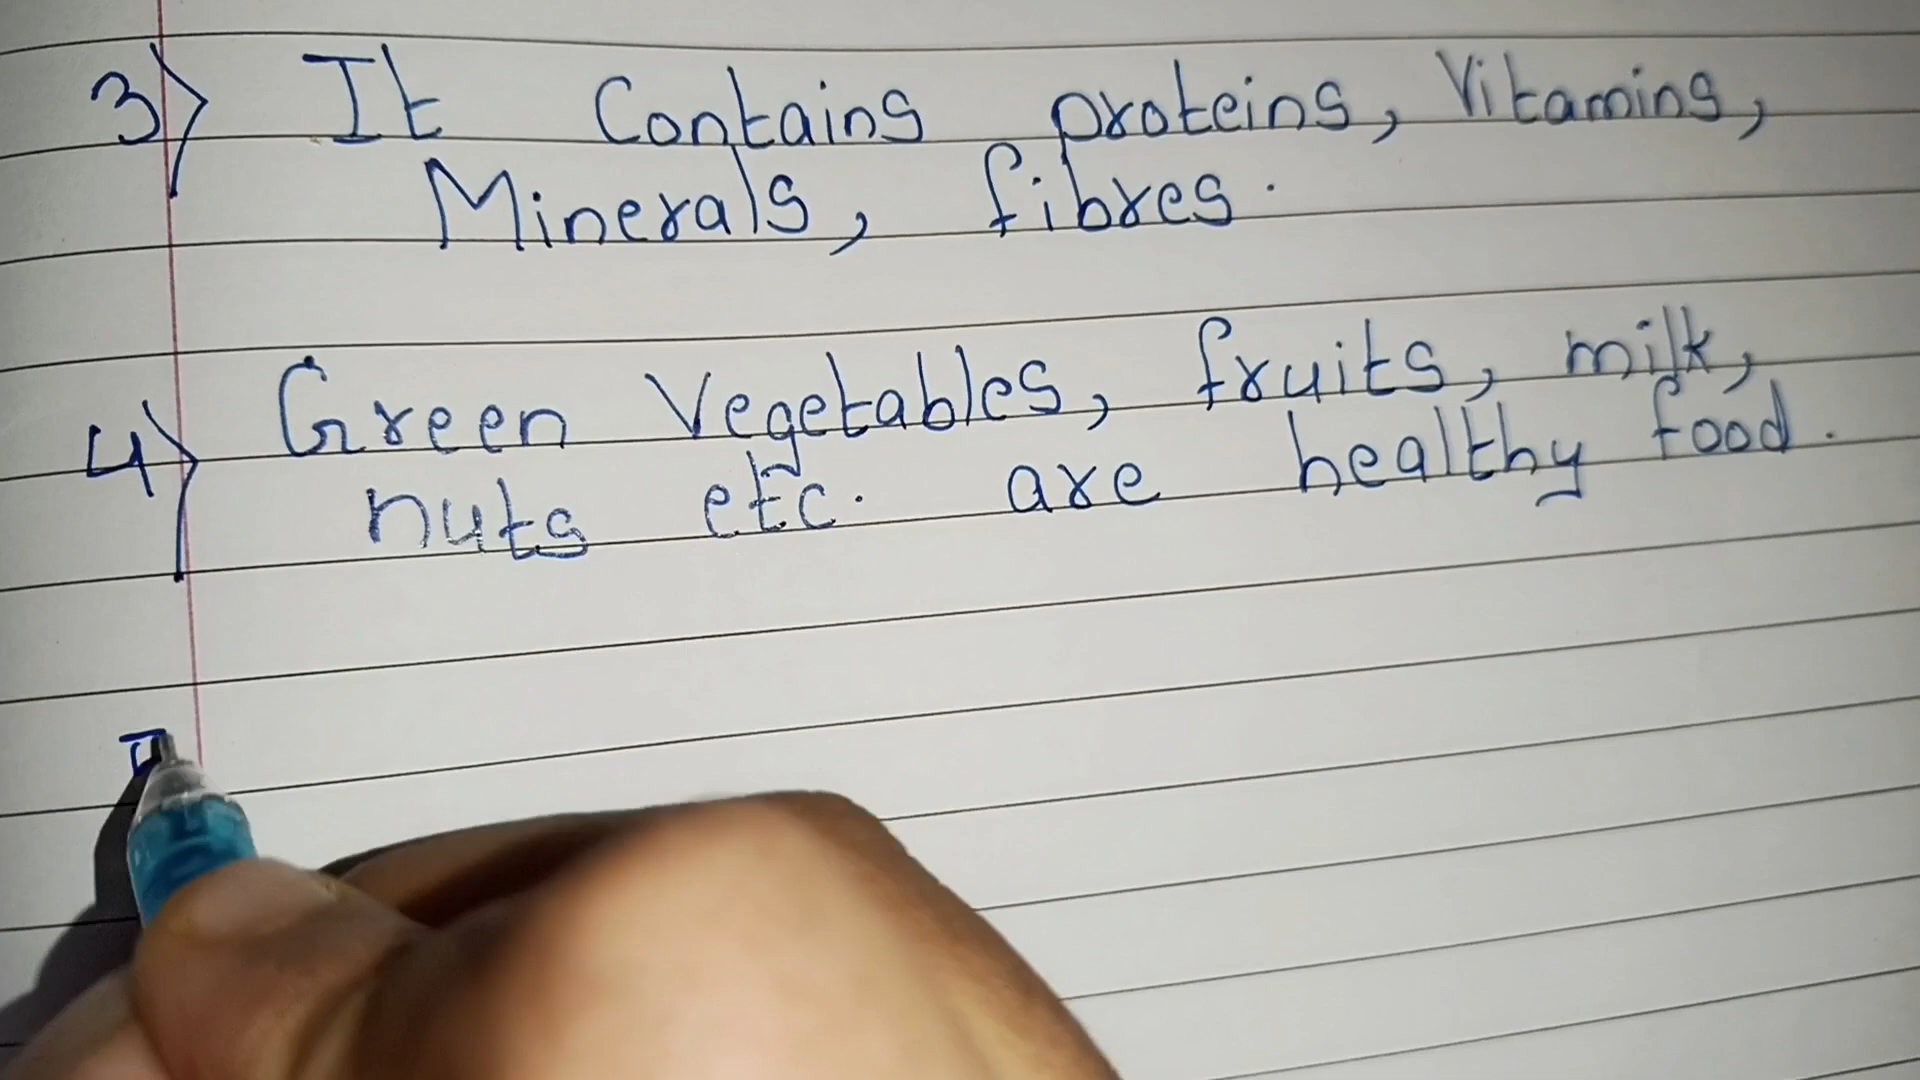 3) It Contains proteins, Vitamins,
Minerals, fibres.
4) Green Vegetables, fruits, milk,
nuts etc. are healthy food.